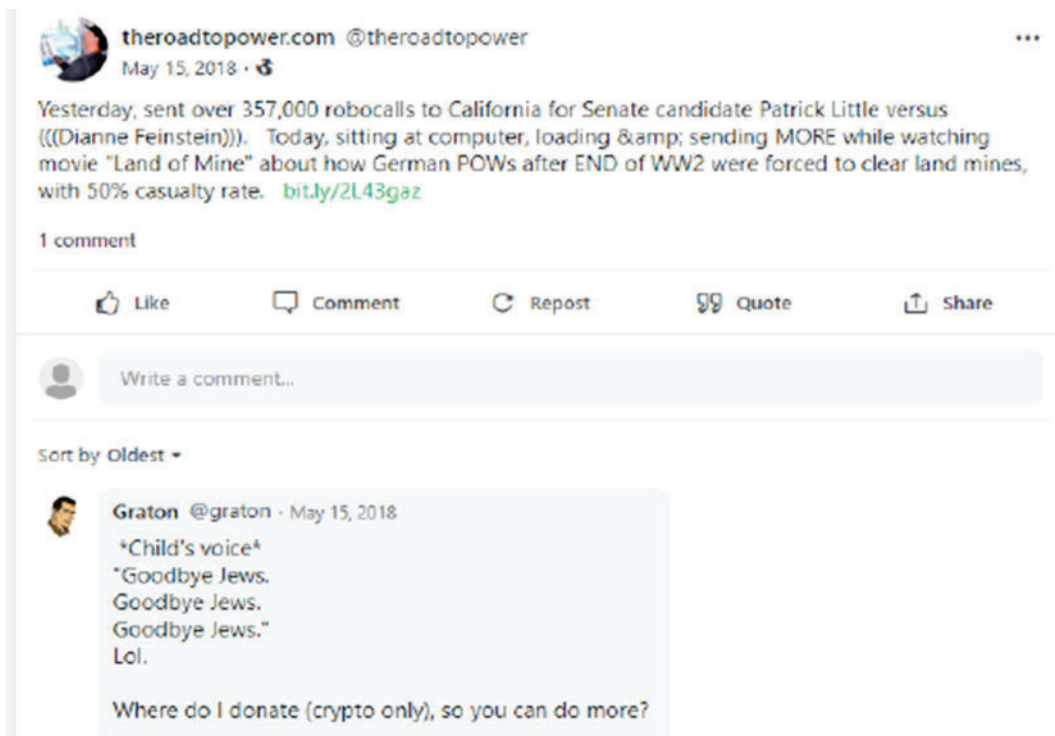 theroadtopower.com @theroadtopower
May 15, 2018 ·
Yesterday, sent over 357,000 robocalls to California for Senate candidate Patrick Little versus
(((Dianne Feinstein))). Today, sitting at computer, loading &amp; sending MORE while watching
movie "Land of Mine" about how German POWs after END of WW2 were forced to clear land mines,
with 50% casualty rate. bit.ly/2L43gaz
1 comment
Like Comment Repost Quote Share
Write a comment...
Sort by Oldest
Graton @graton · May 15, 2018
*Child's voice*
"Goodbye Jews.
Goodbye Jews.
Goodbye Jews."
Lol.
Where do I donate (crypto only), so you can do more?